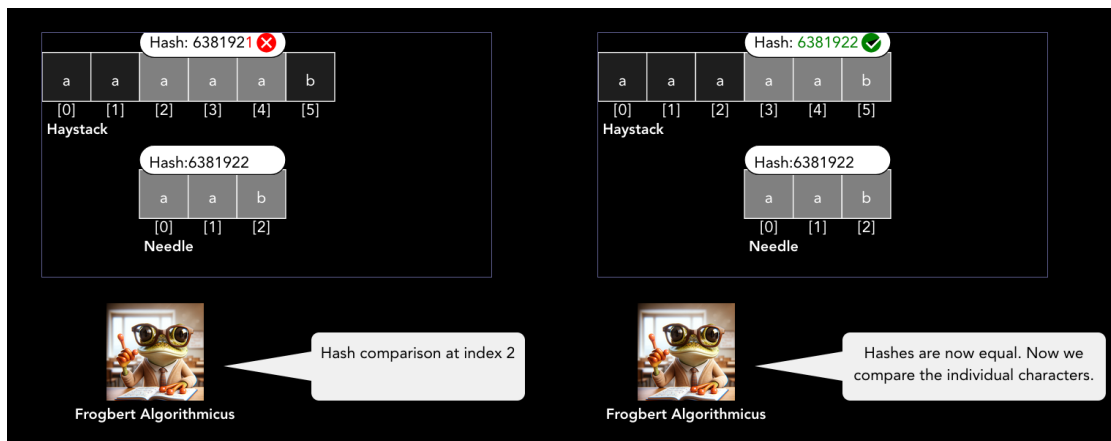 Hash: 6381921
a a a a a b
[0] [1] [2] [3] [4] [5]
Haystack
Hash:6381922
a a b
[0] [1] [2]
Needle
Hash comparison at index 2
Frogbert Algorithmicus
Hash: 6381922
a a a a a b
[0] [1] [2] [3] [4] [5]
Haystack
Hash:6381922
a a b
[0] [1] [2]
Needle
Hashes are now equal. Now we
compare the individual characters.
Frogbert Algorithmicus